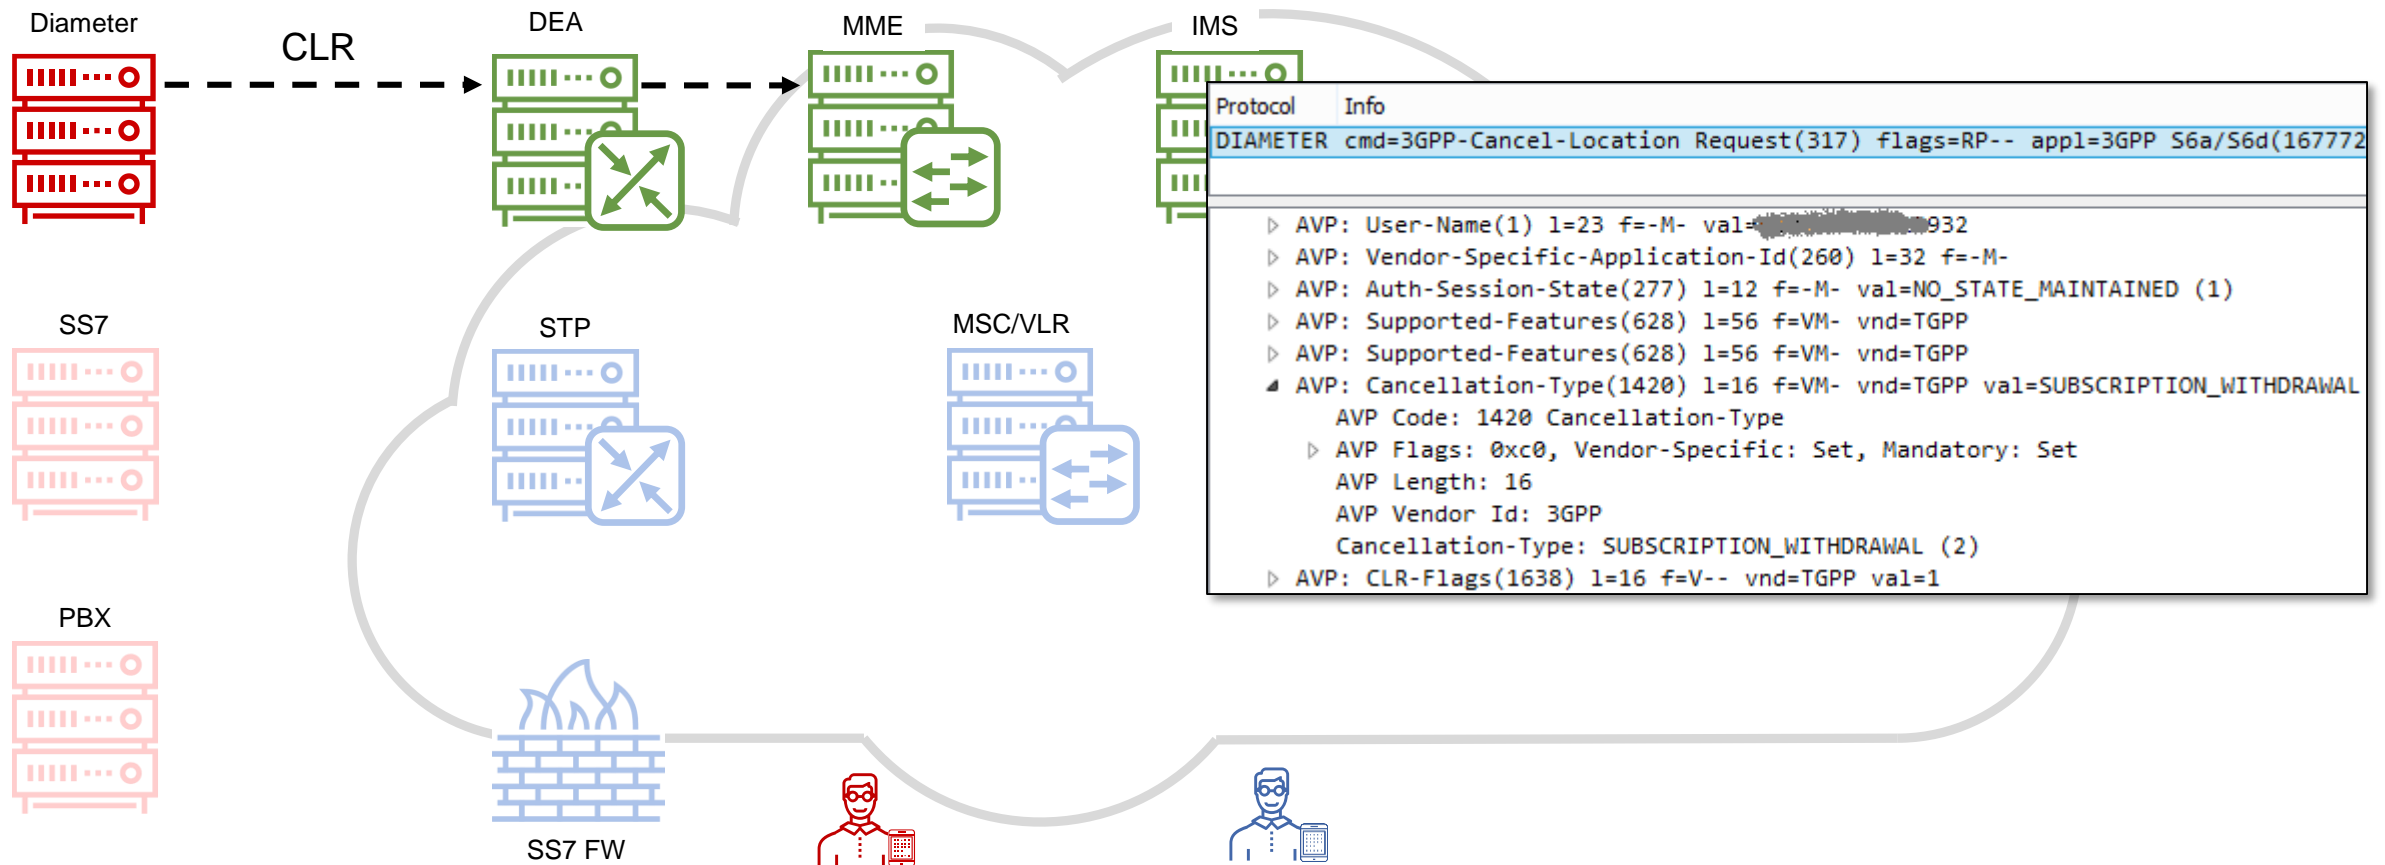 Diameter
CLR
DEA
MME
IMS
Protocol Info
DIAMETER cmd=3GPP-Cancel-Location Request(317) flags=RP-- appl=3GPP S6a/S6d(167772
AVP: User-Name(1) l=23 f=-M- val= 932
AVP: Vendor-Specific-Application-Id(260) l=32 f=-M-
AVP: Auth-Session-State(277) l=12 f=-M- val=NO_STATE_MAINTAINED (1)
AVP: Supported-Features(628) l=56 f=VM- vnd=TGPP
AVP: Supported-Features(628) l=56 f=VM- vnd=TGPP
AVP: Cancellation-Type(1420) l=16 f=VM- vnd=TGPP val=SUBSCRIPTION_WITHDRAWAL
AVP Code: 1420 Cancellation-Type
AVP Flags: 0xc0, Vendor-Specific: Set, Mandatory: Set
AVP Length: 16
AVP Vendor Id: 3GPP
Cancellation-Type: SUBSCRIPTION_WITHDRAWAL (2)
AVP: CLR-Flags(1638) l=16 f=V-- vnd=TGPP val=1
SS7
STP
MSC/VLR
PBX
SS7 FW